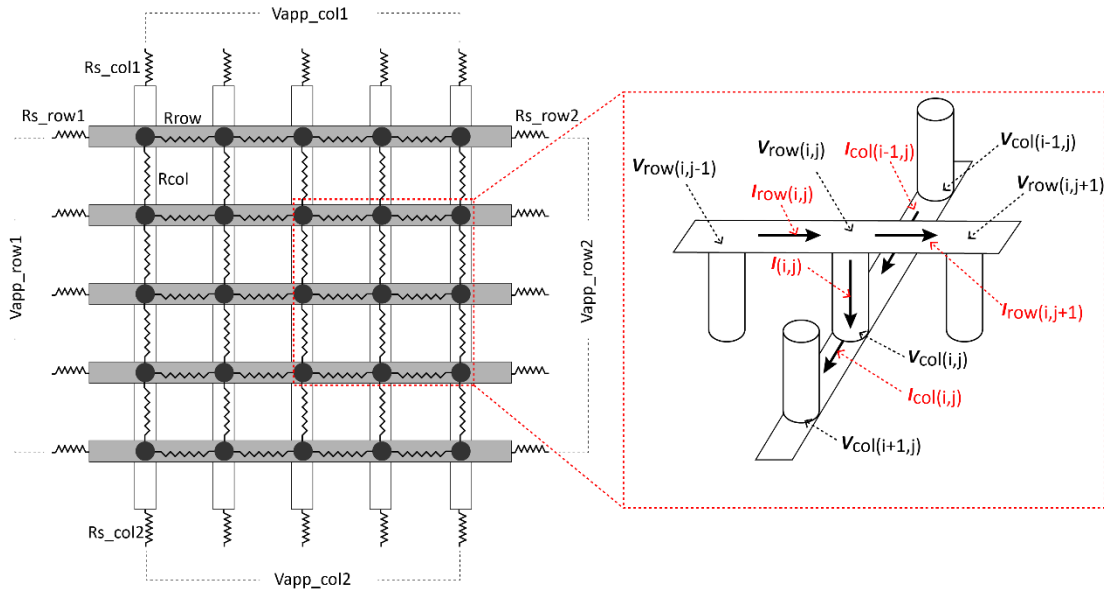 Vapp_col1
Rs_col1
Rs_row1
Rrow
Rs_row2
Rcol
Vapp_row1
Vapp_row2
Rs_col2
Vapp_col2
Vrow(i,j-1)
Vrow(i,j)
Icol(i-1,j)
Vcol(i-1,j)
Irow(i,j)
Vrow(i,j+1)
I(i,j)
Irow(i,j+1)
Vcol(i,j)
Icol(i,j)
Vcol(i+1,j)